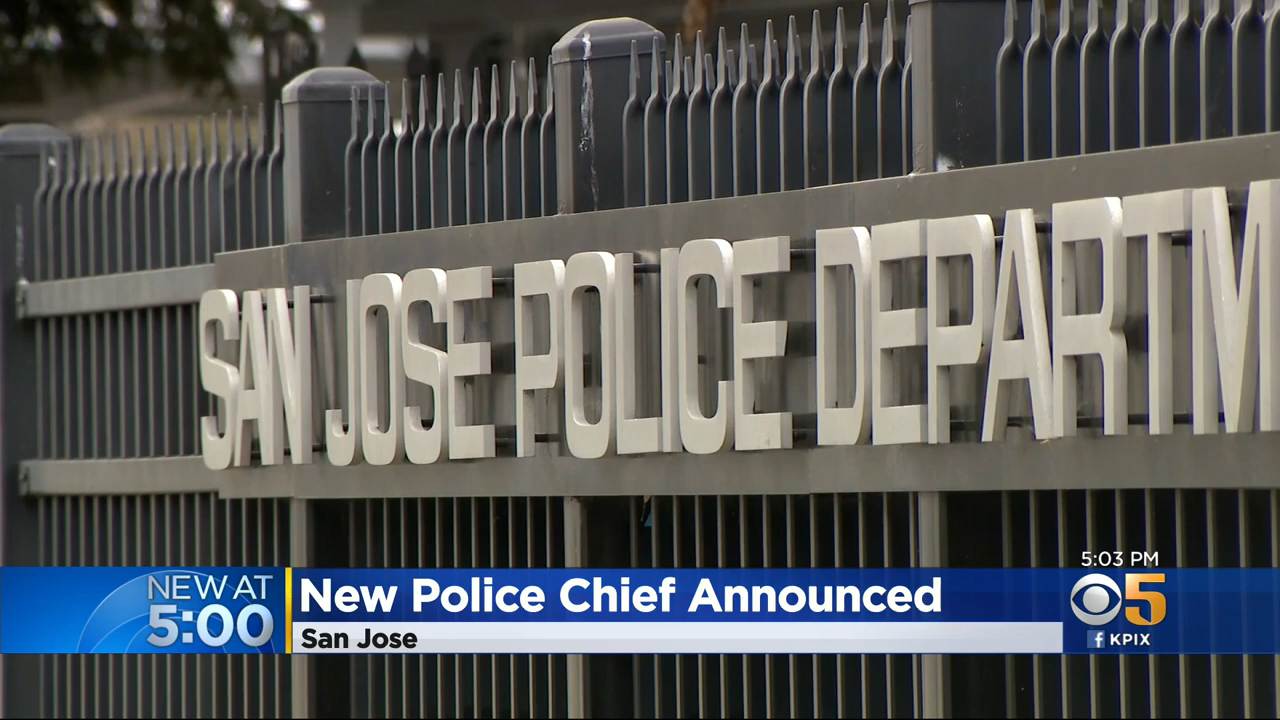 SAN JOSE POLICE DEPARTM
5:03 PM
NEW AT
5:00
New Police Chief Announced
San Jose
5
f KPIX